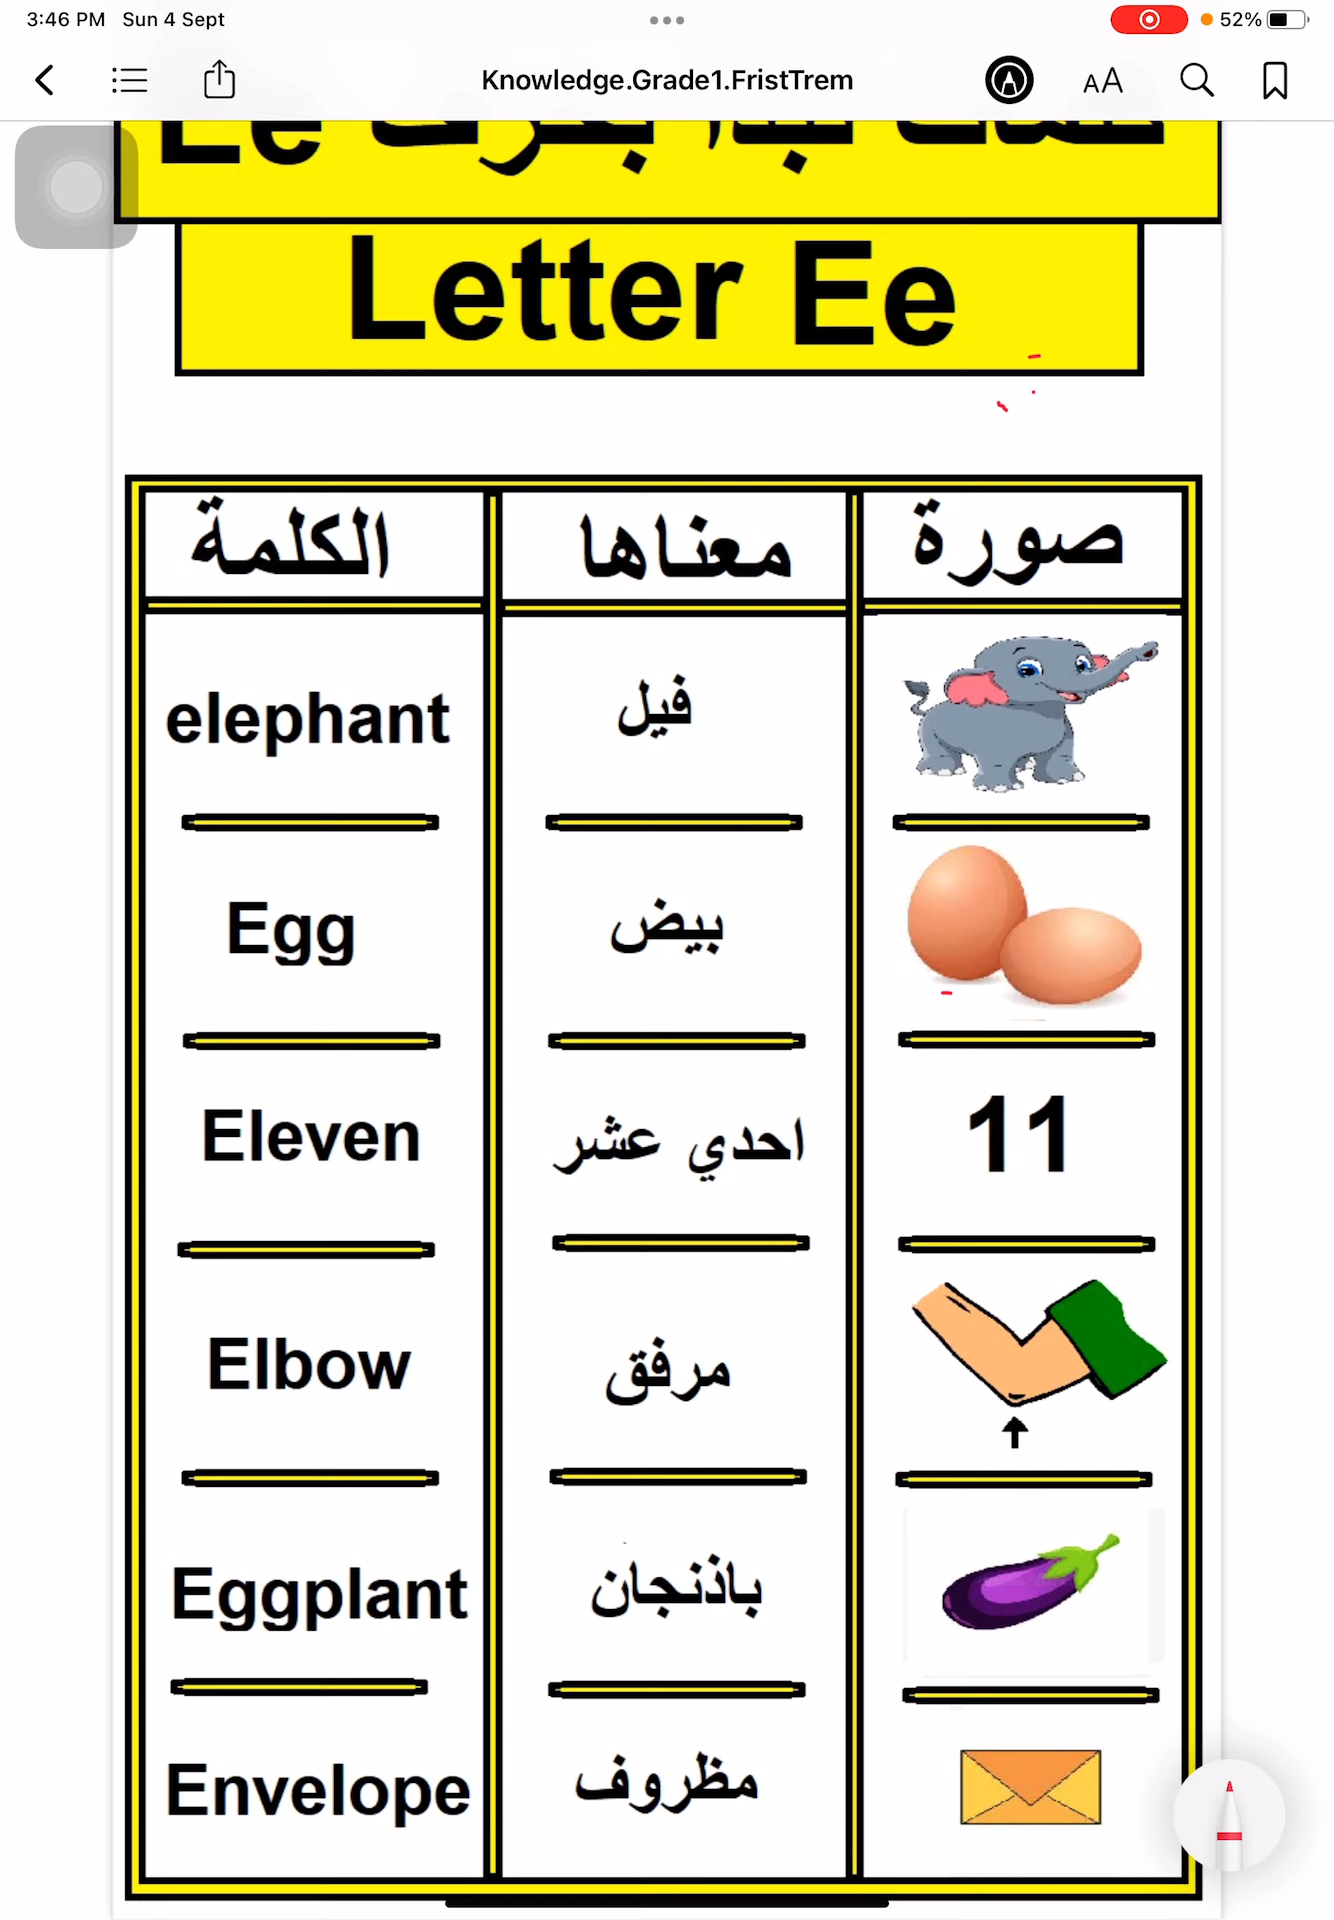 3:46 PM Sun 4 Sept
52%
Knowledge.Grade1.FristTrem
AA
Ee
Letter Ee
الكلمة معناها صورة
elephant فيل
Egg بيض
Eleven احدي عشر 11
Elbow مرفق
Eggplant باذنجان
Envelope مظروف